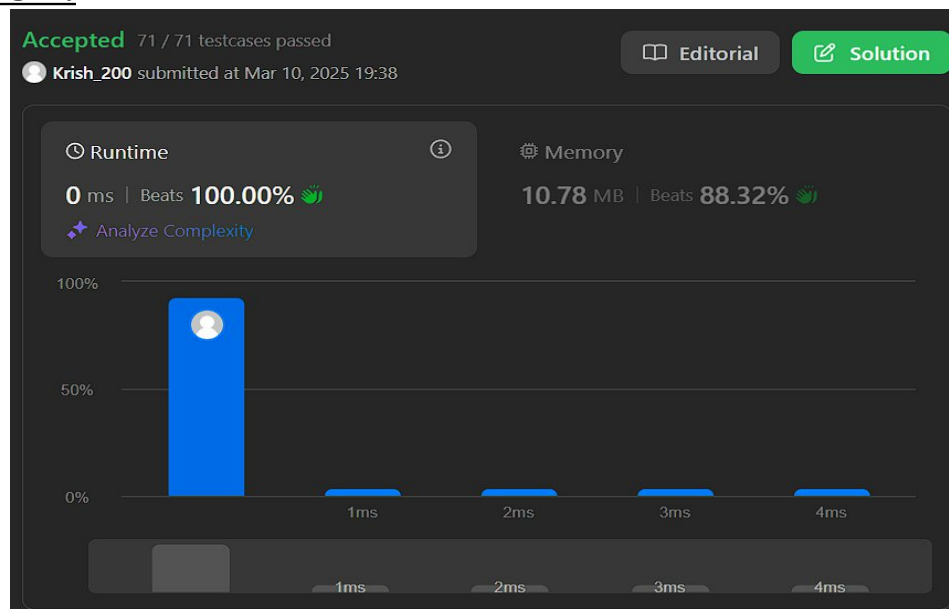 Accepted 71 / 71 testcases passed
Editorial
Solution
Krish_200 submitted at Mar 10, 2025 19:38
Runtime
0 ms | Beats 100.00%
Analyze Complexity
Memory
10.78 MB | Beats 88.32%
100%
50%
0%
1ms 2ms 3ms 4ms
1ms 2ms 3ms 4ms